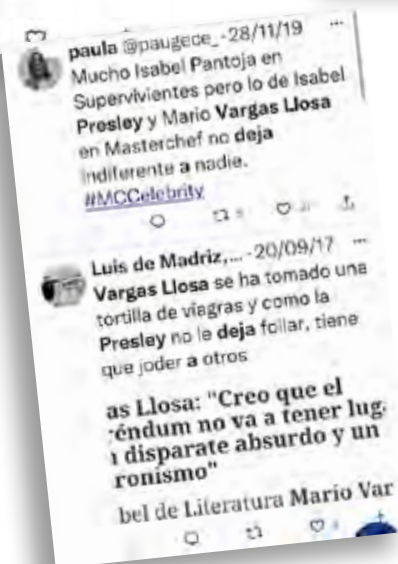 paula @paugece_ · 28/11/19 ...
Mucho Isabel Pantoja en
Supervivientes pero lo de Isabel
Presley y Mario Vargas Llosa
en Masterchef no deja
indiferente a nadie.
#MCCelebrity
Luis de Madriz,... · 20/09/17 ...
Vargas Llosa se ha tomado una
tortilla de viagras y como la
Presley no le deja follar, tiene
que joder a otros
as Llosa: "Creo que el
éndum no va a tener lug
disparate absurdo y un
ronismo"
bel de Literatura Mario Var